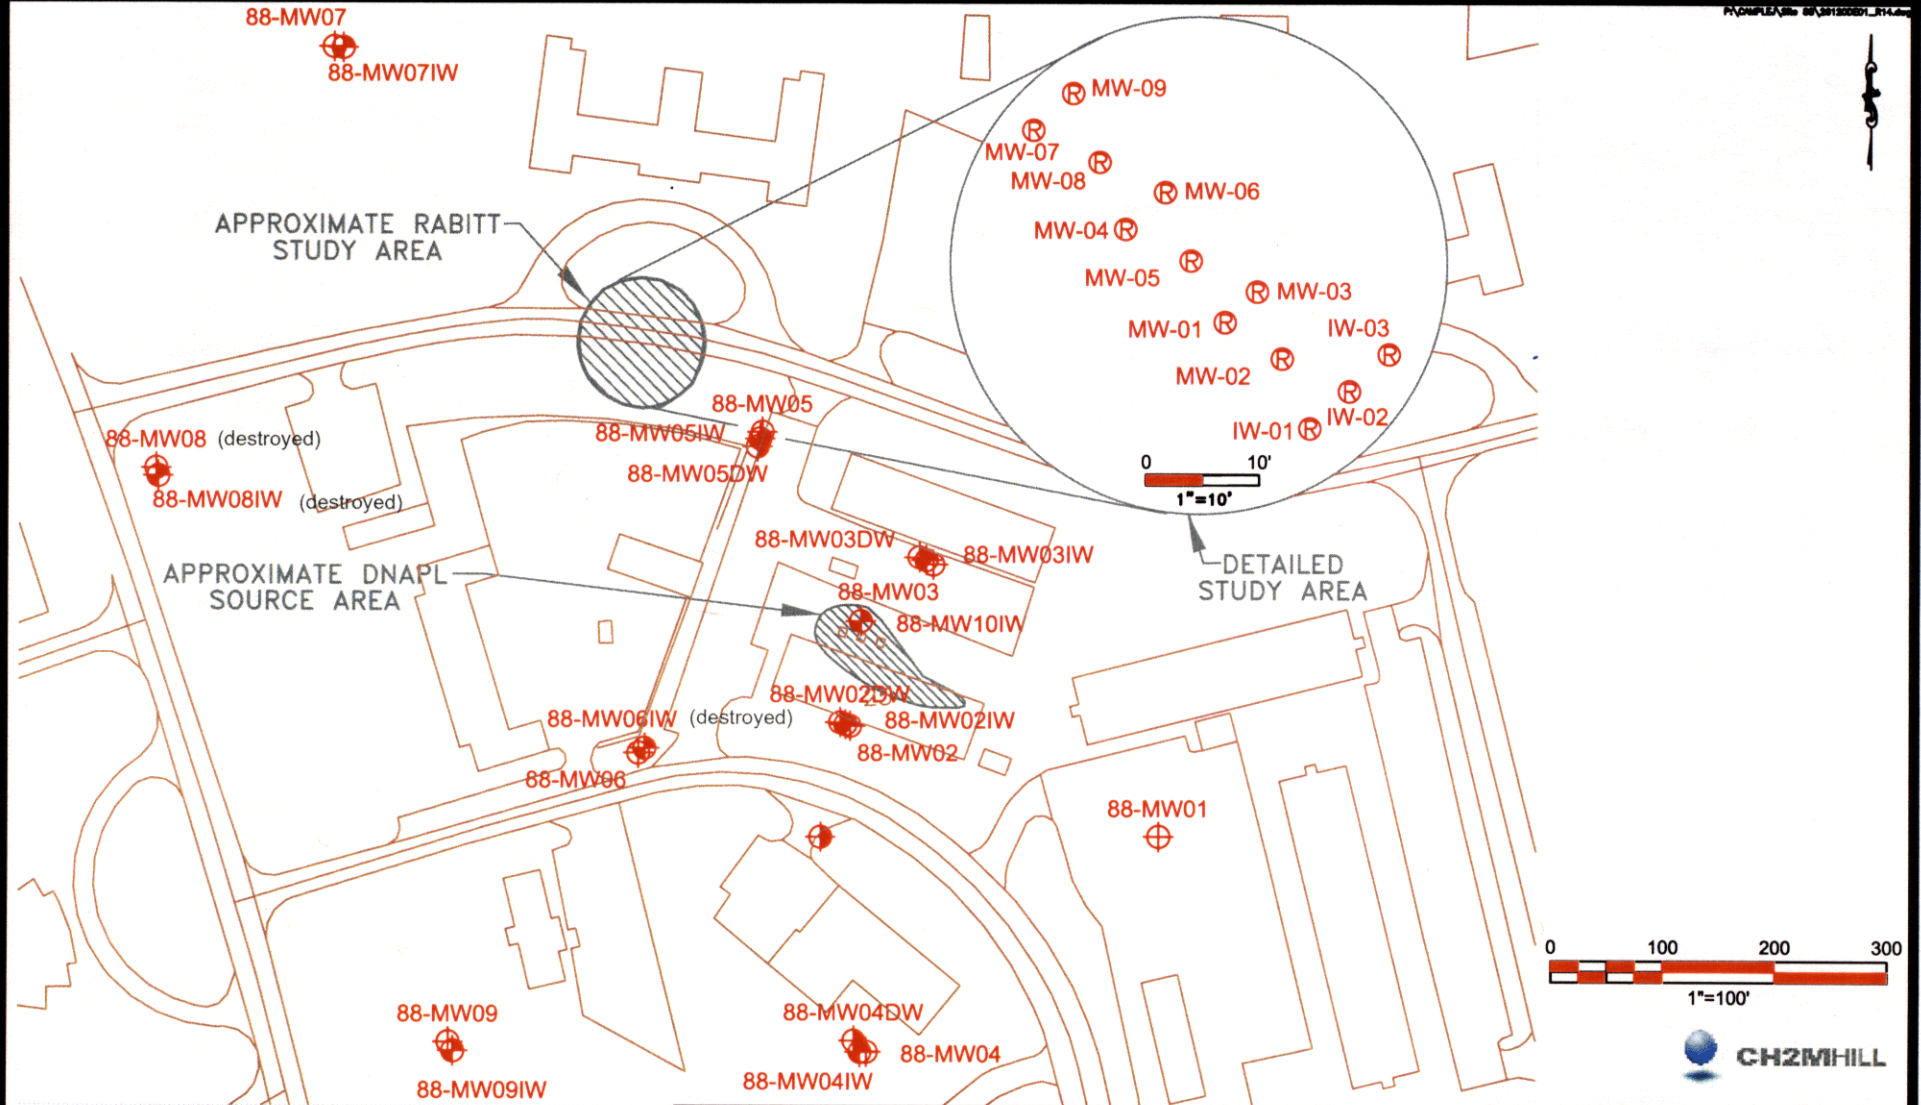 88-MW07
88-MW07IW
MW-09
MW-07
MW-08
MW-06
MW-04
MW-05
MW-03
MW-01
IW-03
MW-02
IW-02
IW-01
0 10'
1"=10'
APPROXIMATE RABITT
STUDY AREA
88-MW05
88-MW05IW
88-MW05DW
88-MW08 (destroyed)
88-MW08IW (destroyed)
88-MW03DW
88-MW03IW
88-MW03
88-MW10IW
DETAILED
STUDY AREA
APPROXIMATE DNAPL
SOURCE AREA
88-MW02DW
88-MW02IW
88-MW02
88-MW06IW (destroyed)
88-MW06
88-MW01
0 100 200 300
1"=100'
88-MW09
88-MW09IW
88-MW04DW
88-MW04
88-MW04IW
CH2MHILL